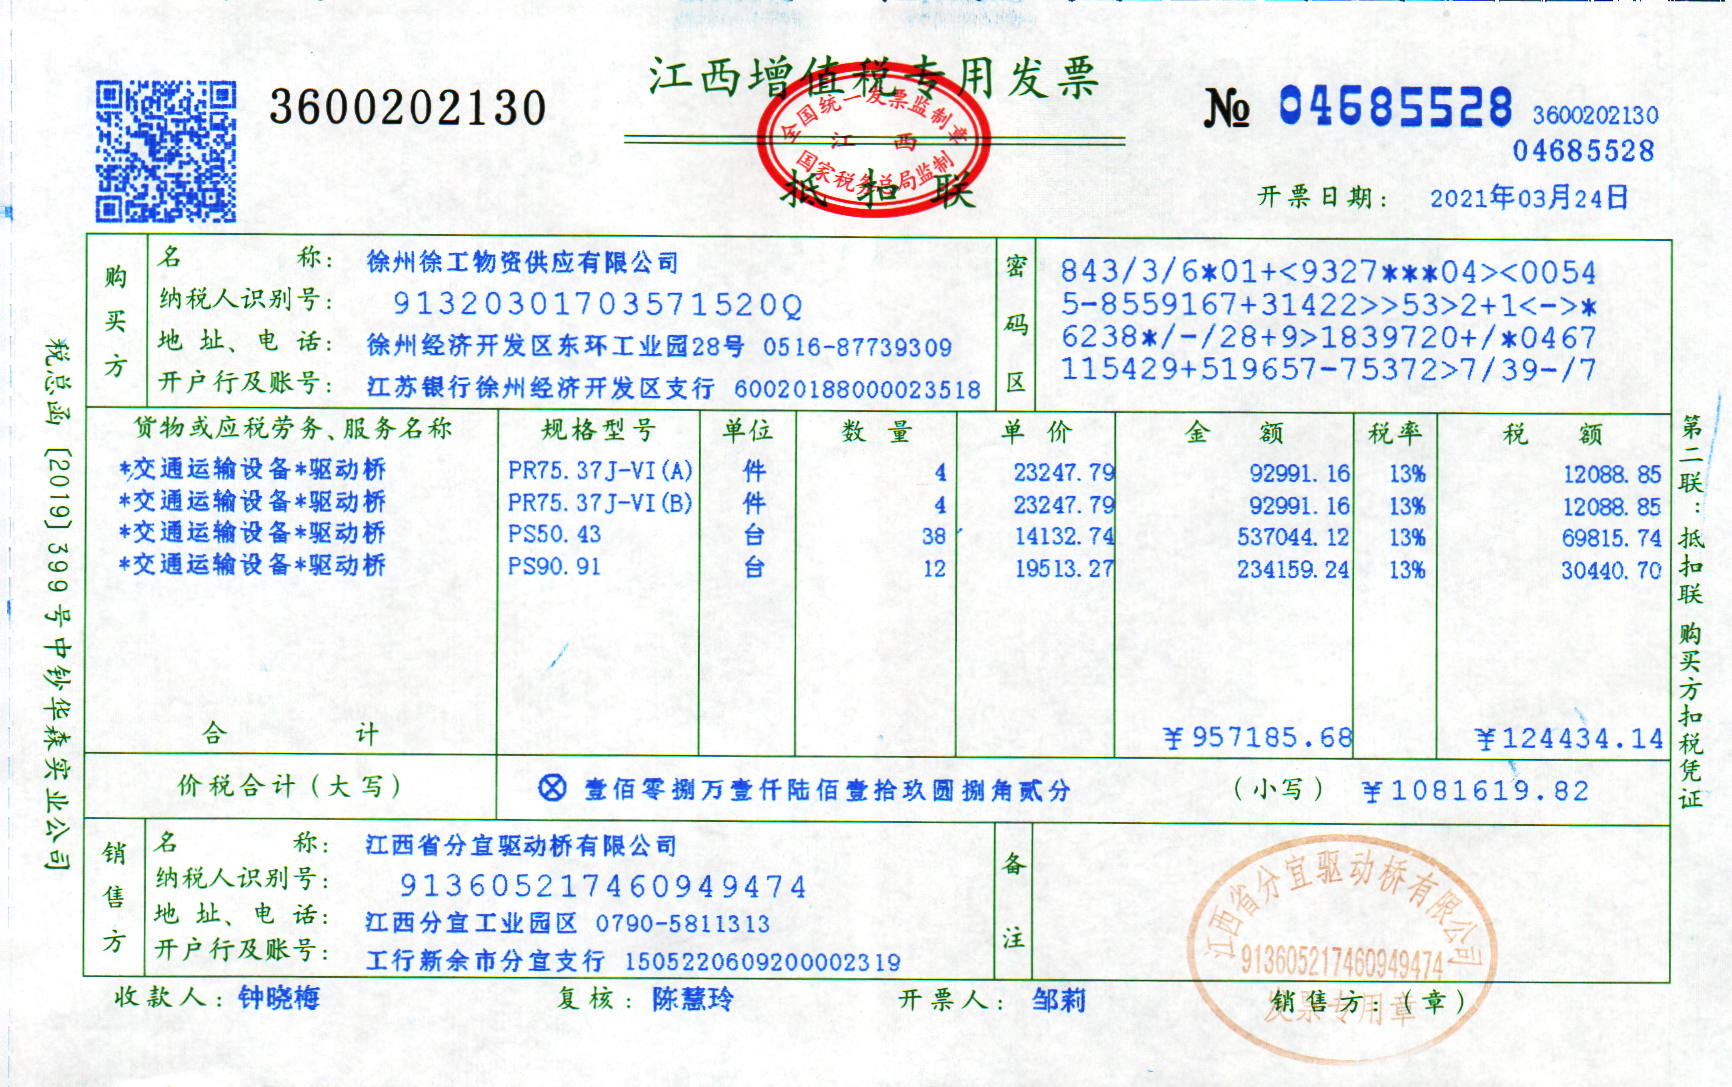 江西增值税专用发票
3600202130
№ 04685528 3600202130
04685528
全国统一发票监制章
江 西
国家税务总局监制
抵扣联
开票日期： 2021年03月24日
购买方
名 称： 徐州徐工物资供应有限公司
纳税人识别号： 91320301703571520Q
地 址、电 话： 徐州经济开发区东环工业园28号 0516-87739309
开户行及账号： 江苏银行徐州经济开发区支行 60020188000023518
密码区
843/3/6*01+<9327***04><0054
5-8559167+31422>>53>2+1<->*
6238*/-/28+9>1839720+/*0467
115429+519657-75372>7/39-/7
货物或应税劳务、服务名称 规格型号 单位 数 量 单 价 金 额 税率 税 额
*交通运输设备*驱动桥 PR75.37J-VI(A) 件 4 23247.79 92991.16 13% 12088.85
*交通运输设备*驱动桥 PR75.37J-VI(B) 件 4 23247.79 92991.16 13% 12088.85
*交通运输设备*驱动桥 PS50.43 台 38 14132.74 537044.12 13% 69815.74
*交通运输设备*驱动桥 PS90.91 台 12 19513.27 234159.24 13% 30440.70
合 计 ¥957185.68 ¥124434.14
价税合计（大写） ⊗ 壹佰零捌万壹仟陆佰壹拾玖圆捌角贰分 （小写） ¥1081619.82
销售方
名 称： 江西省分宜驱动桥有限公司
纳税人识别号： 913605217460949474
地 址、电 话： 江西分宜工业园区 0790-5811313
开户行及账号： 工行新余市分宜支行 1505220609200002319
备注
江西省分宜驱动桥有限公司
913605217460949474
发票专用章
收款人：钟晓梅 复核：陈慧玲 开票人：邹莉 销售方：（章）
税总函［2019］399号中钞华森实业公司
第二联：抵扣联 购买方扣税凭证